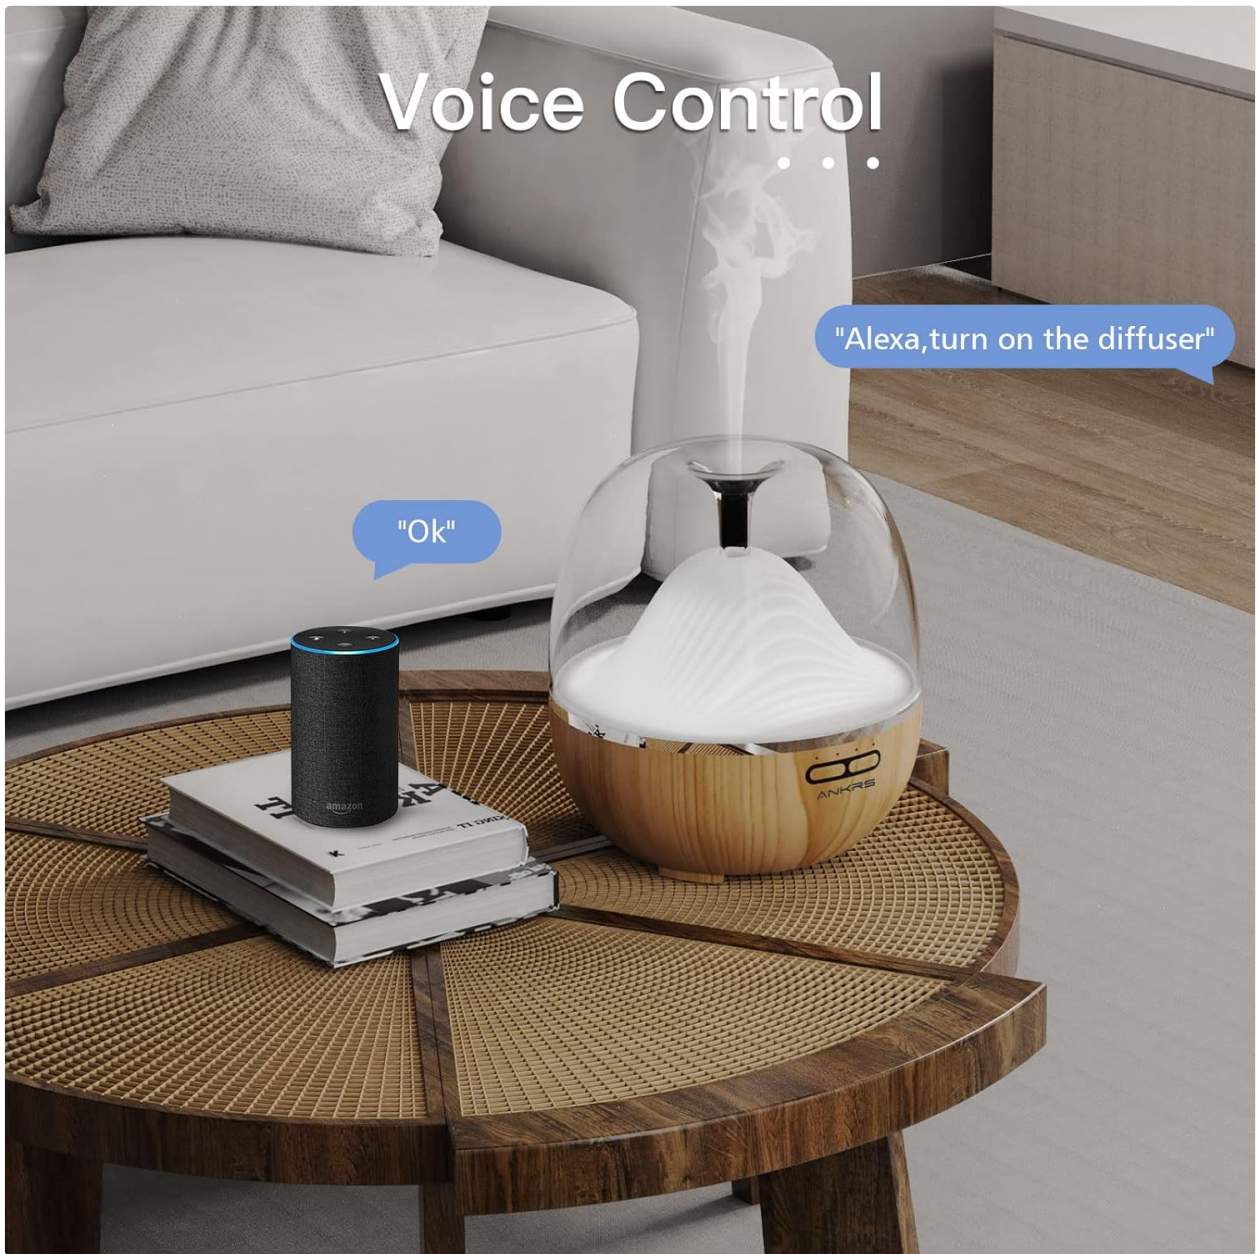 Voice Control
"Alexa,turn on the diffuser"
"Ok"
amazon
ANKRS
K